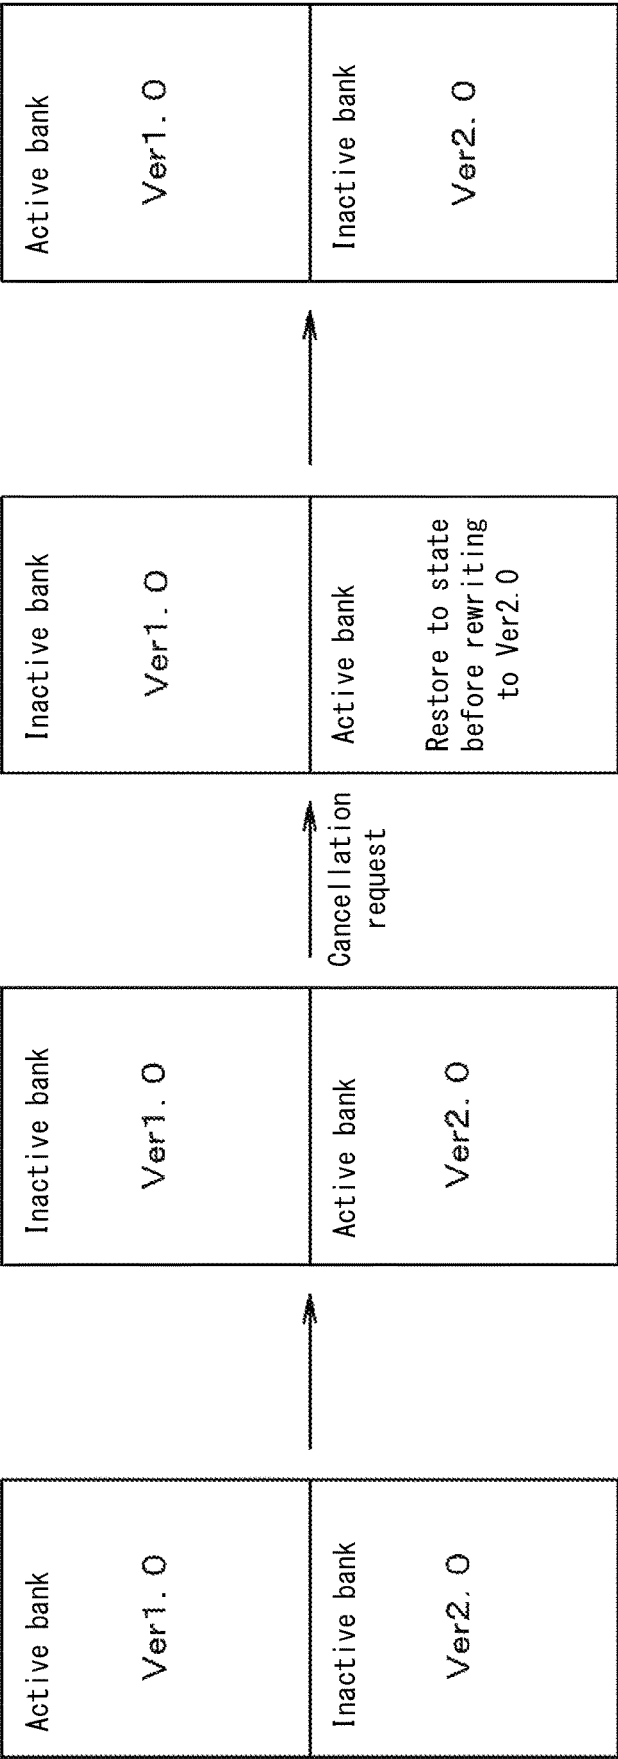 Active bank
Ver1.0
Inactive bank
Ver2.0
Inactive bank
Ver1.0
Active bank
Ver2.0
Cancellation
request
Inactive bank
Ver1.0
Active bank
Restore to state
before rewriting
to Ver2.0
Active bank
Ver1.0
Inactive bank
Ver2.0